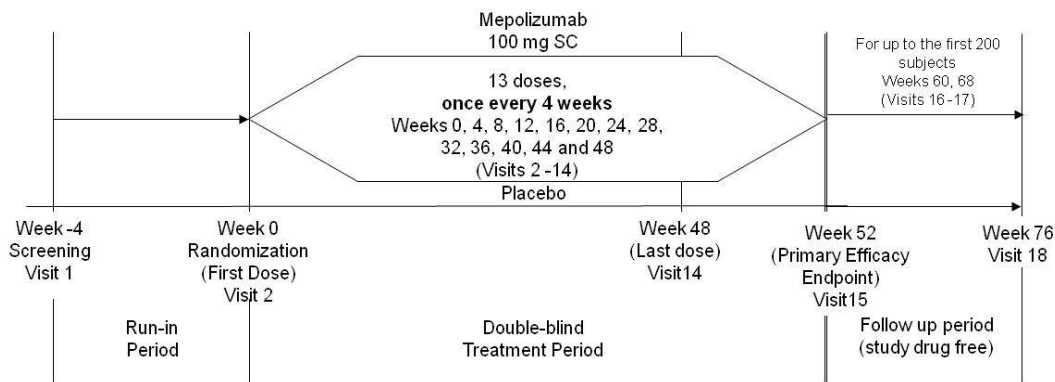 Mepolizumab
100 mg SC
13 doses,
once every 4 weeks
Weeks 0, 4, 8, 12, 16, 20, 24, 28,
32, 36, 40, 44 and 48
(Visits 2 -14)
Placebo
For up to the first 200
subjects
Weeks 60, 68
(Visits 16 -17)
Week -4
Screening
Visit 1
Week 0
Randomization
(First Dose)
Visit 2
Week 48
(Last dose)
Visit14
Week 52
(Primary Efficacy
Endpoint)
Visit15
Week 76
Visit 18
Run-in
Period
Double-blind
Treatment Period
Follow up period
(study drug free)